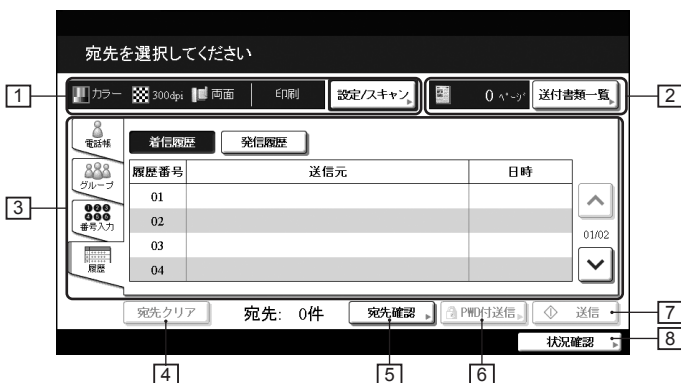 宛先を選択してください
1
カラー 300dpi 両面 印刷 設定/スキャン
0 ページ 送付書類一覧
2
3
電話帳
グループ
番号入力
履歴
着信履歴 発信履歴
履歴番号 送信元 日時
01
02
03
04
01/02
宛先クリア 宛先: 0件 宛先確認 PWD付送信 送信
7
状況確認
8
4 5 6